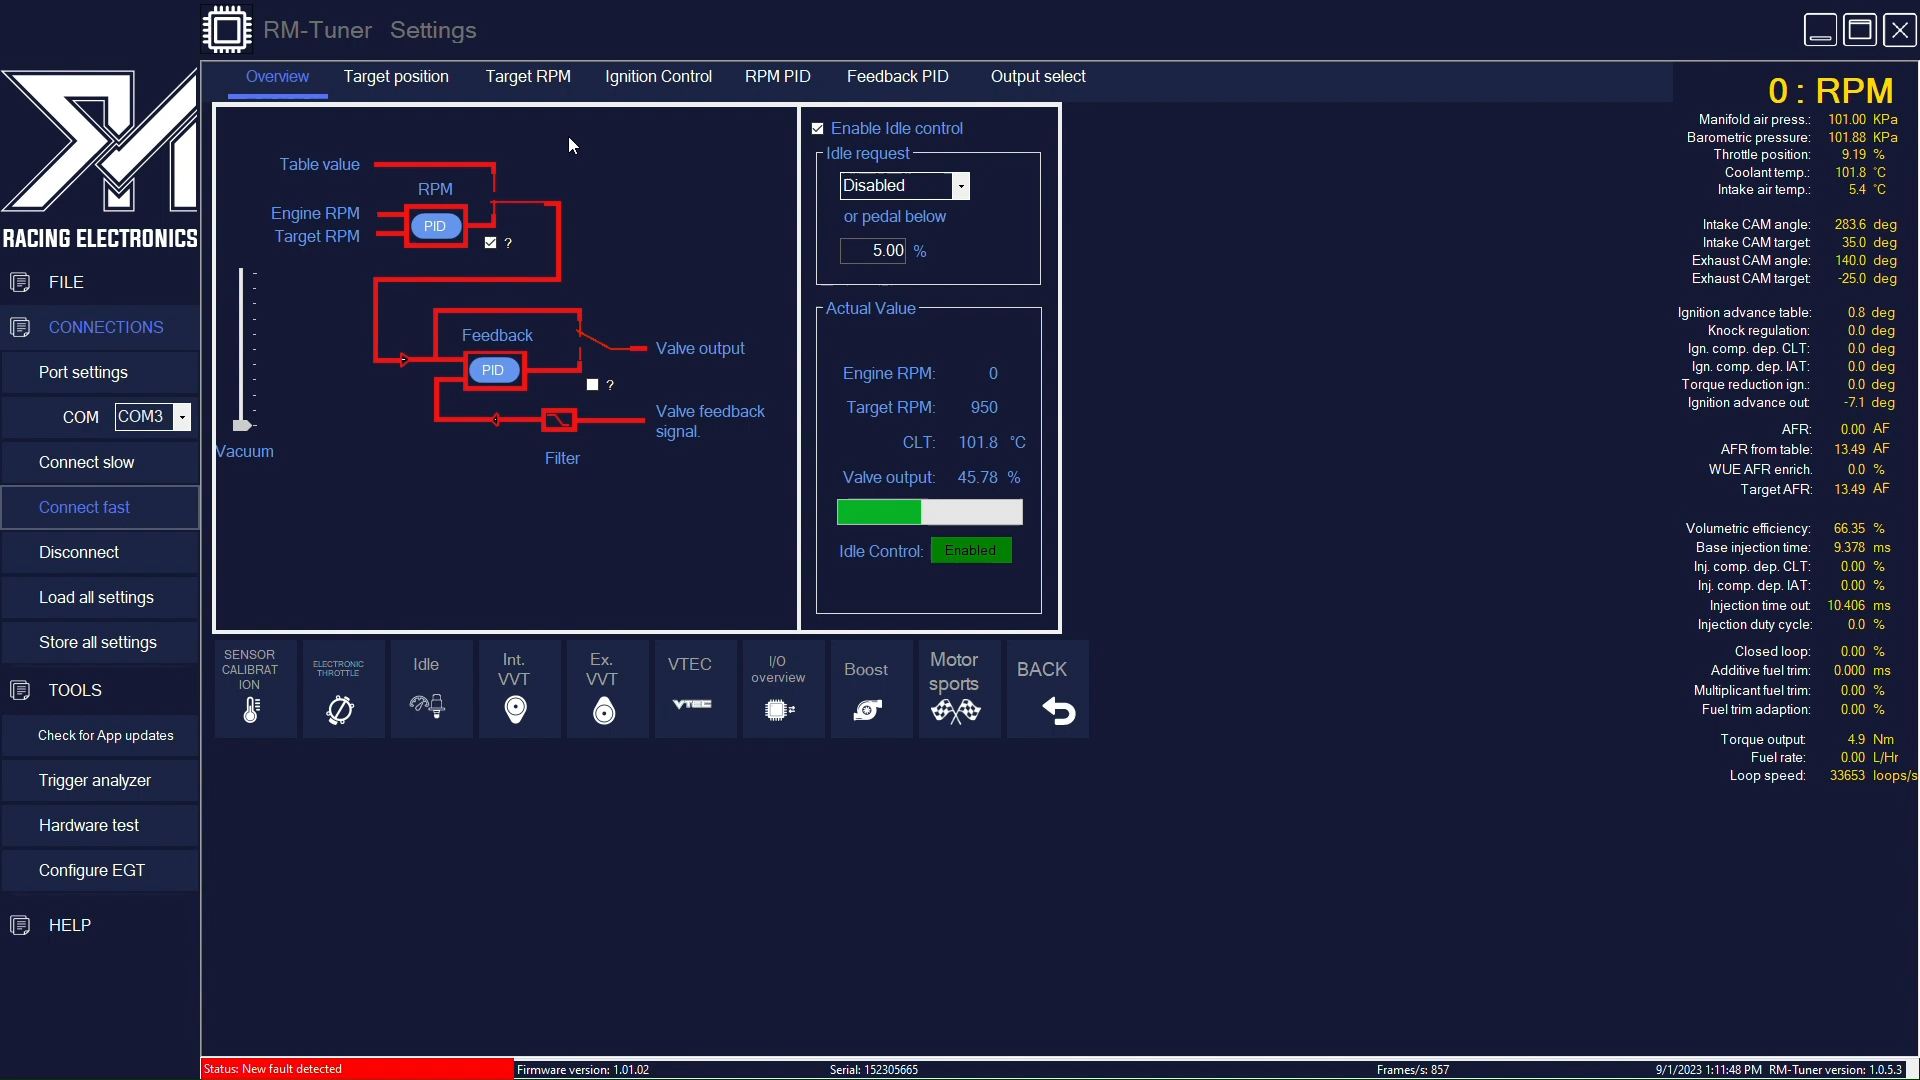 RM-Tuner Settings
Overview Target position Target RPM Ignition Control RPM PID Feedback PID Output select
RACING ELECTRONICS
FILE
CONNECTIONS
Port settings
COM COM3
Connect slow
Connect fast
Disconnect
Load all settings
Store all settings
TOOLS
Check for App updates
Trigger analyzer
Hardware test
Configure EGT
HELP
Table value
RPM
Engine RPM
Target RPM
PID
?
Feedback
PID
Valve output
?
Valve feedback
signal.
Filter
Vacuum
Enable Idle control
Idle request
Disabled
or pedal below
5.00 %
Actual Value
Engine RPM: 0
Target RPM: 950
CLT: 101.8 °C
Valve output: 45.78 %
Idle Control: Enabled
SENSOR
CALIBRAT
ION
ELECTRONIC
THROTTLE
Idle
Int.
VVT
Ex.
VVT
VTEC
VTEC
I/O
overview
Boost
Motor
sports
BACK
0 : RPM
Manifold air press.: 101.00 KPa
Barometric pressure: 101.88 KPa
Throttle position: 9.19 %
Coolant temp.: 101.8 °C
Intake air temp.: 5.4 °C
Intake CAM angle: 283.6 deg
Intake CAM target: 35.0 deg
Exhaust CAM angle: 140.0 deg
Exhaust CAM target: -25.0 deg
Ignition advance table: 0.8 deg
Knock regulation: 0.0 deg
Ign. comp. dep. CLT: 0.0 deg
Ign. comp. dep. IAT: 0.0 deg
Torque reduction ign.: 0.0 deg
Ignition advance out: -7.1 deg
AFR: 0.00 AF
AFR from table: 13.49 AF
WUE AFR enrich. 0.0 %
Target AFR: 13.49 AF
Volumetric efficiency: 66.35 %
Base injection time: 9.378 ms
Inj. comp. dep. CLT: 0.00 %
Inj. comp. dep. IAT: 0.00 %
Injection time out: 10.406 ms
Injection duty cycle: 0.0 %
Closed loop: 0.00 %
Additive fuel trim: 0.000 ms
Multiplicant fuel trim: 0.00 %
Fuel trim adaption: 0.00 %
Torque output: 4.9 Nm
Fuel rate: 0.00 L/Hr
Loop speed: 33653 loops/s
Status: New fault detected Firmware version: 1.01.02 Serial: 152305665 Frames/s: 857 9/1/2023 1:11:48 PM RM-Tuner version: 1.0.5.3